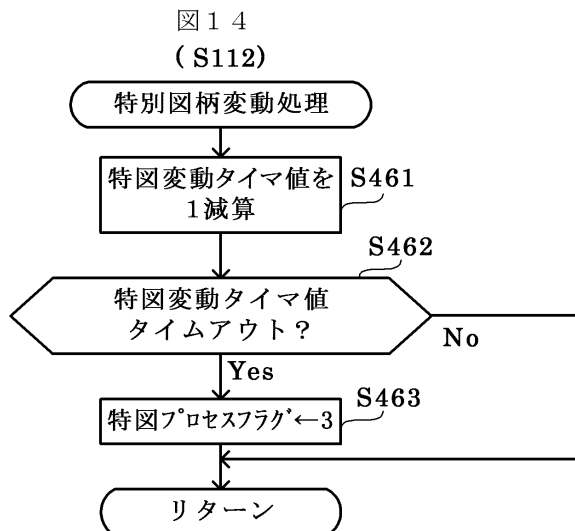 図１４
(S112)
特別図柄変動処理
特図変動タイマ値を
1減算
S461
S462
特図変動タイマ値
タイムアウト？
No
Yes
S463
特図ﾌﾟﾛｾｽﾌﾗｸﾞ←3
リターン